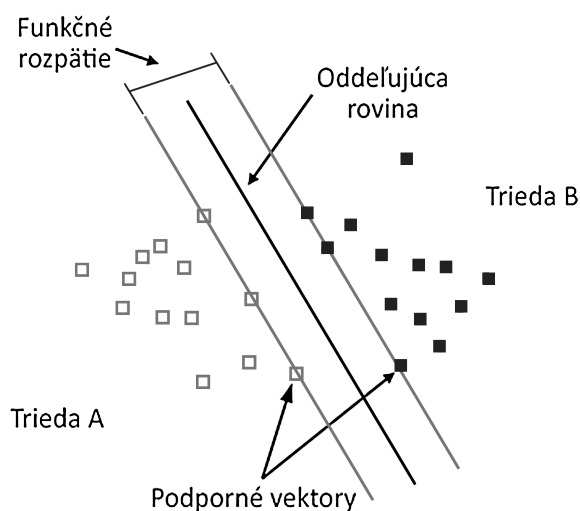 Funkčné
rozpätie
Oddeľujúca
rovina
Trieda B
Trieda A
Podporné vektory